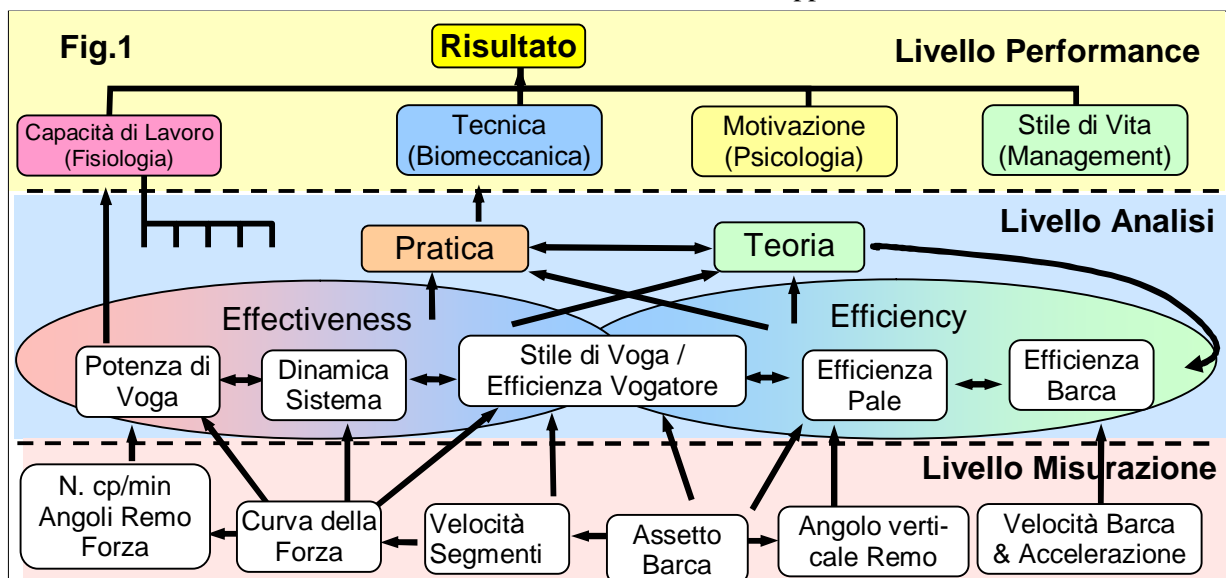 Fig.1
Risultato
Livello Performance
Capacità di Lavoro
(Fisiologia)
Tecnica
(Biomeccanica)
Motivazione
(Psicologia)
Stile di Vita
(Management)
Livello Analisi
Pratica
Teoria
Effectiveness
Efficiency
Potenza di
Voga
Dinamica
Sistema
Stile di Voga /
Efficienza Vogatore
Efficienza
Pale
Efficienza
Barca
Livello Misurazione
N. cp/min
Angoli Remo
Forza
Curva della
Forza
Velocità
Segmenti
Assetto
Barca
Angolo verti-
cale Remo
Velocità Barca
& Accelerazione